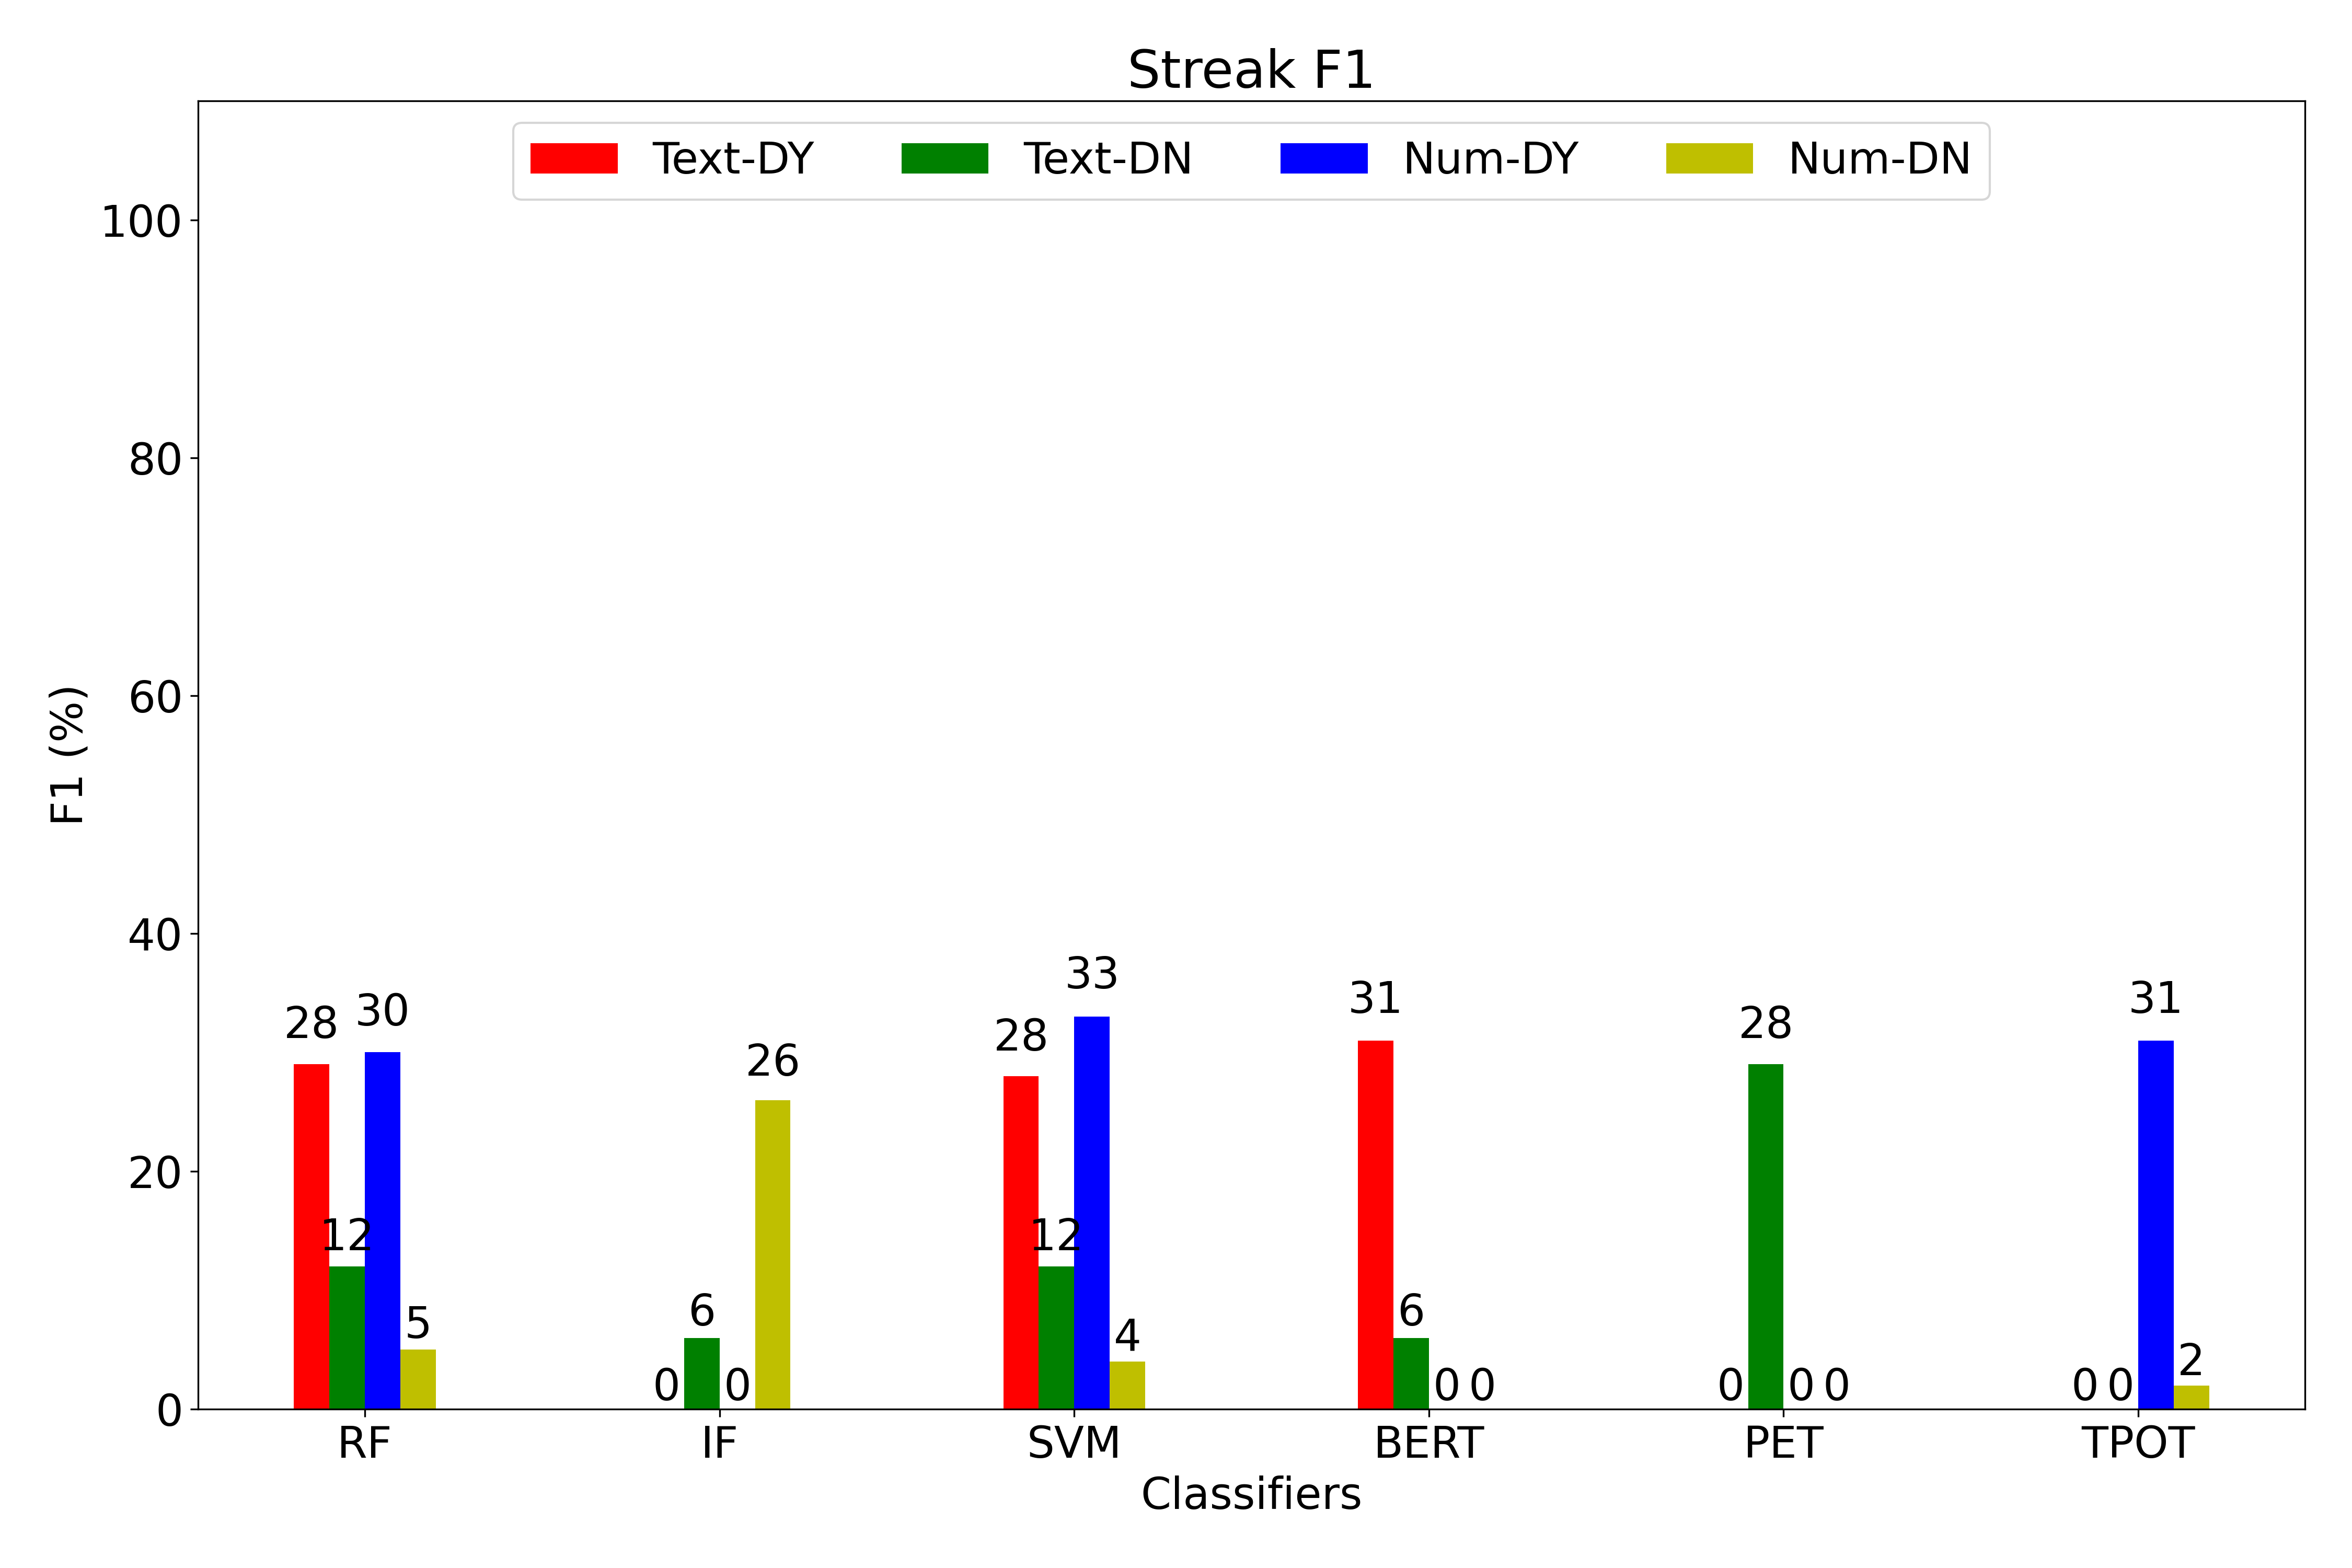 Streak F1
Text-DY Text-DN Num-DY Num-DN
100
80
60
40
20
0
F1 (%)
28 12 30 5
0 6 0 26
28 12 33 4
31 6 0 0
0 28 0 0
0 0 31 2
RF IF SVM BERT PET TPOT
Classifiers